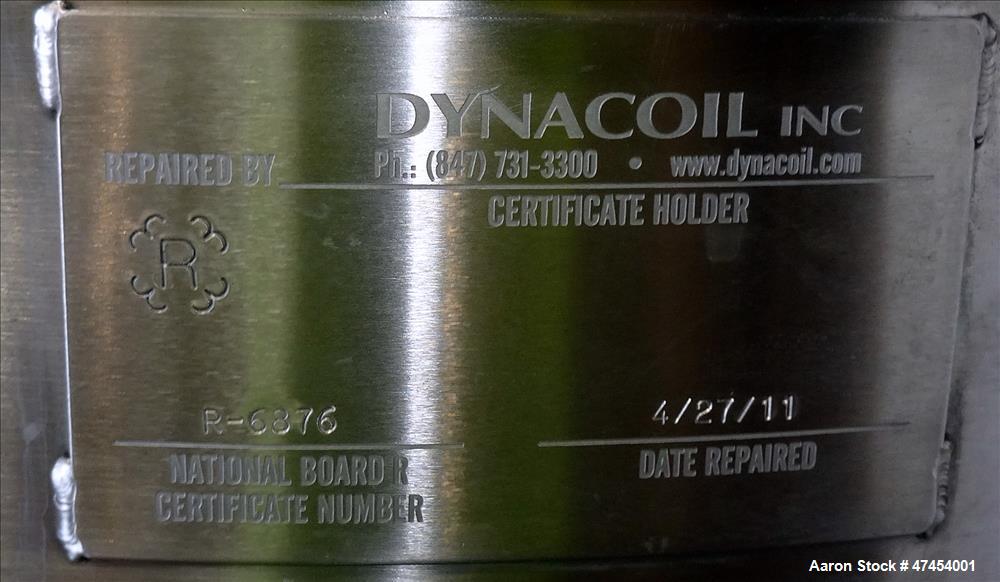 DYNACOIL INC
REPAIRED BY Ph.: (847) 731-3300 • www.dynacoil.com
CERTIFICATE HOLDER
R
R-6876
4/27/11
NATIONAL BOARD R
CERTIFICATE NUMBER
DATE REPAIRED
Aaron Stock # 47454001